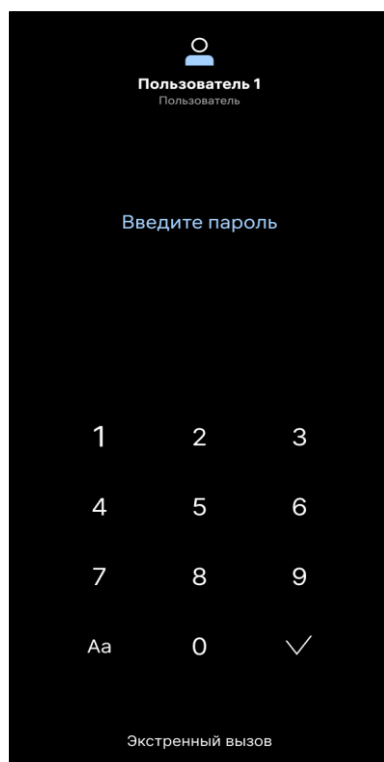 Пользователь 1
Пользователь
Введите пароль
1 2 3
4 5 6
7 8 9
Aa 0
Экстренный вызов